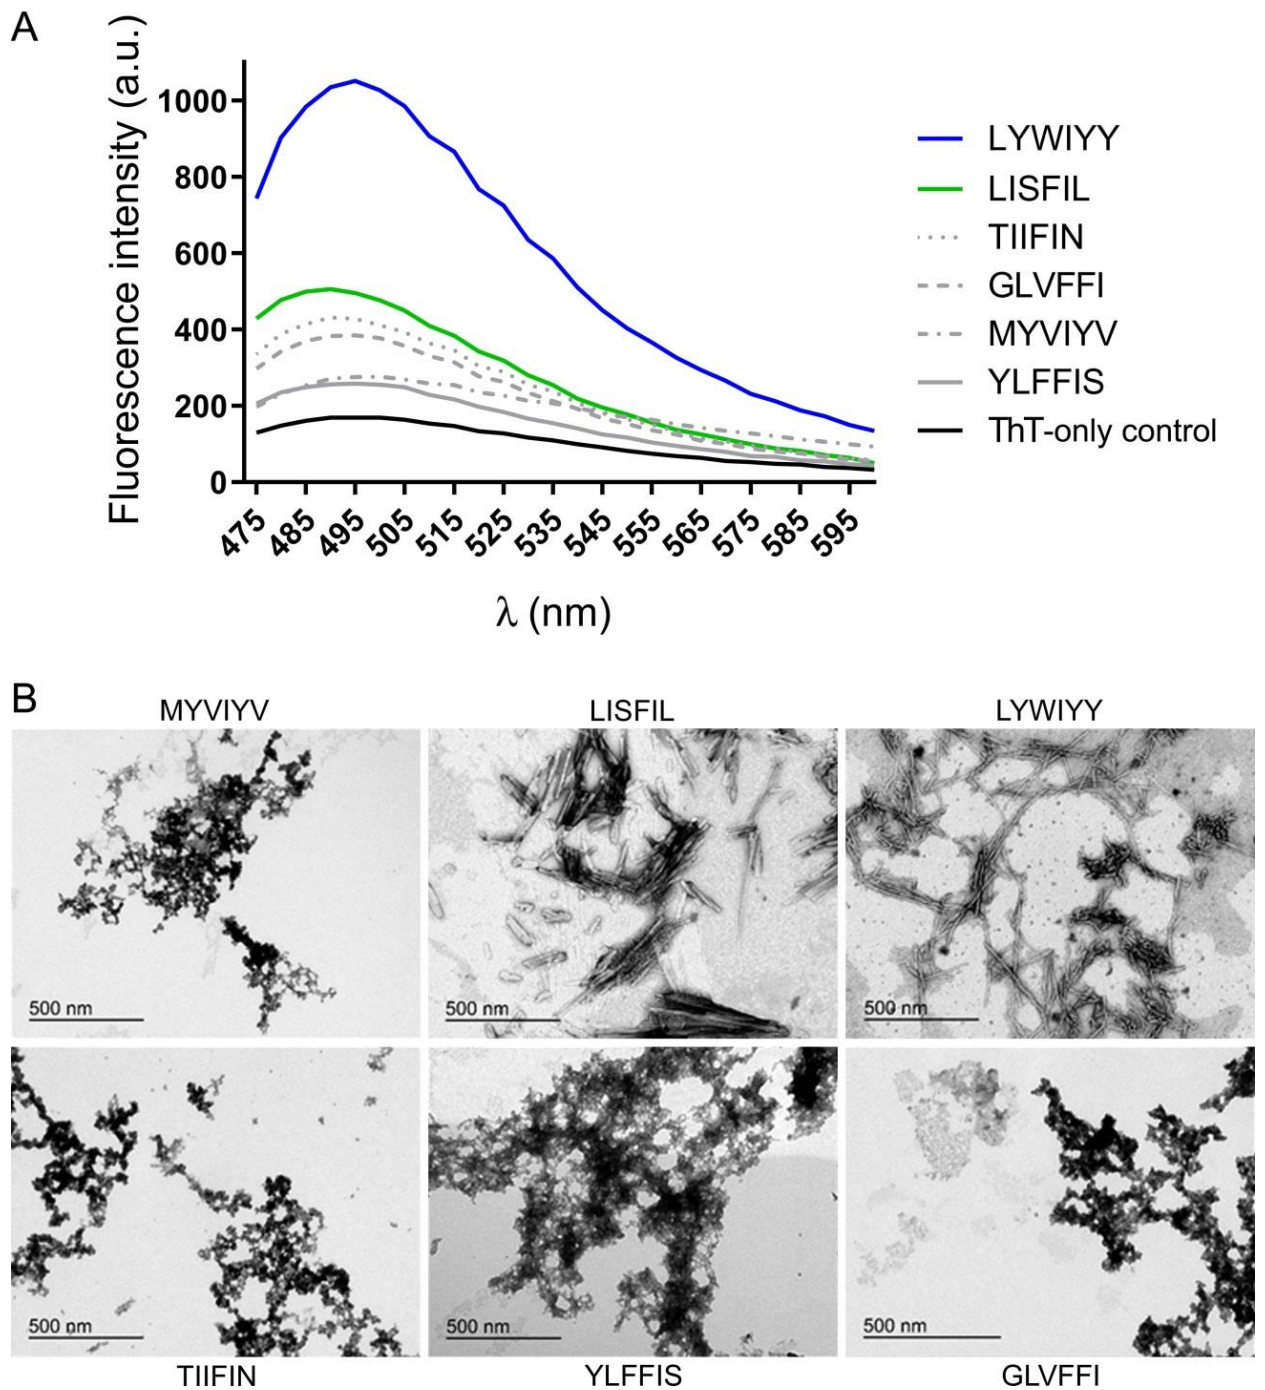 A
Fluorescence intensity (a.u.)
1000
800
600
400
200
0
475
485
495
505
515
525
535
545
555
565
575
585
595
λ (nm)
LYWIYY
LISFIL
TIIFIN
GLVFFI
MYVIYV
YLFFIS
ThT-only control
B
MYVIYV
LISFIL
LYWIYY
500 nm
500 nm
500 nm
500 nm
500 nm
500 nm
TIIFIN
YLFFIS
GLVFFI